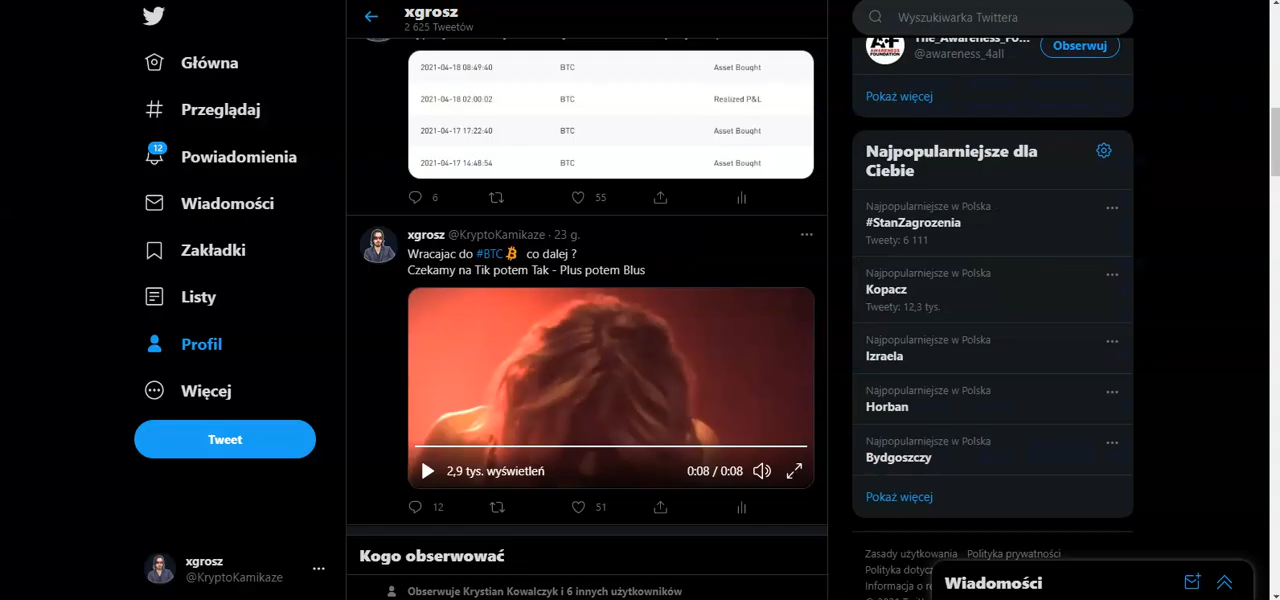 Główna
Przeglądaj
12
Powiadomienia
Wiadomości
Zakładki
Listy
Profil
Więcej
Tweet
xgrosz
@KryptoKamikaze
xgrosz
2 625 Tweetów
2021-04-18 08:49:40 BTC Asset Bought
2021-04-18 02:00:02 BTC Realized P&L
2021-04-17 17:22:40 BTC Asset Bought
2021-04-17 14:48:54 BTC Asset Bought
6 55
xgrosz @KryptoKamikaze · 23 g.
Wracajac do #BTC co dalej ?
Czekamy na Tik potem Tak - Plus potem Blus
2,9 tys. wyświetleń 0:08 / 0:08
12 51
Kogo obserwować
Obserwuje Krystian Kowalczyk i 6 innych użytkowników
Wyszukiwarka Twittera
The_Awareness_Fo...
@awareness_4all
Obserwuj
Pokaż więcej
Najpopularniejsze dla
Ciebie
Najpopularniejsze w Polska
#StanZagrozenia
Tweety: 6 111
Najpopularniejsze w Polska
Kopacz
Tweety: 12,3 tys.
Najpopularniejsze w Polska
Izraela
Najpopularniejsze w Polska
Horban
Najpopularniejsze w Polska
Bydgoszczy
Pokaż więcej
Zasady użytkowania Polityka prywatności
Polityka
Informacja o
Wiadomości